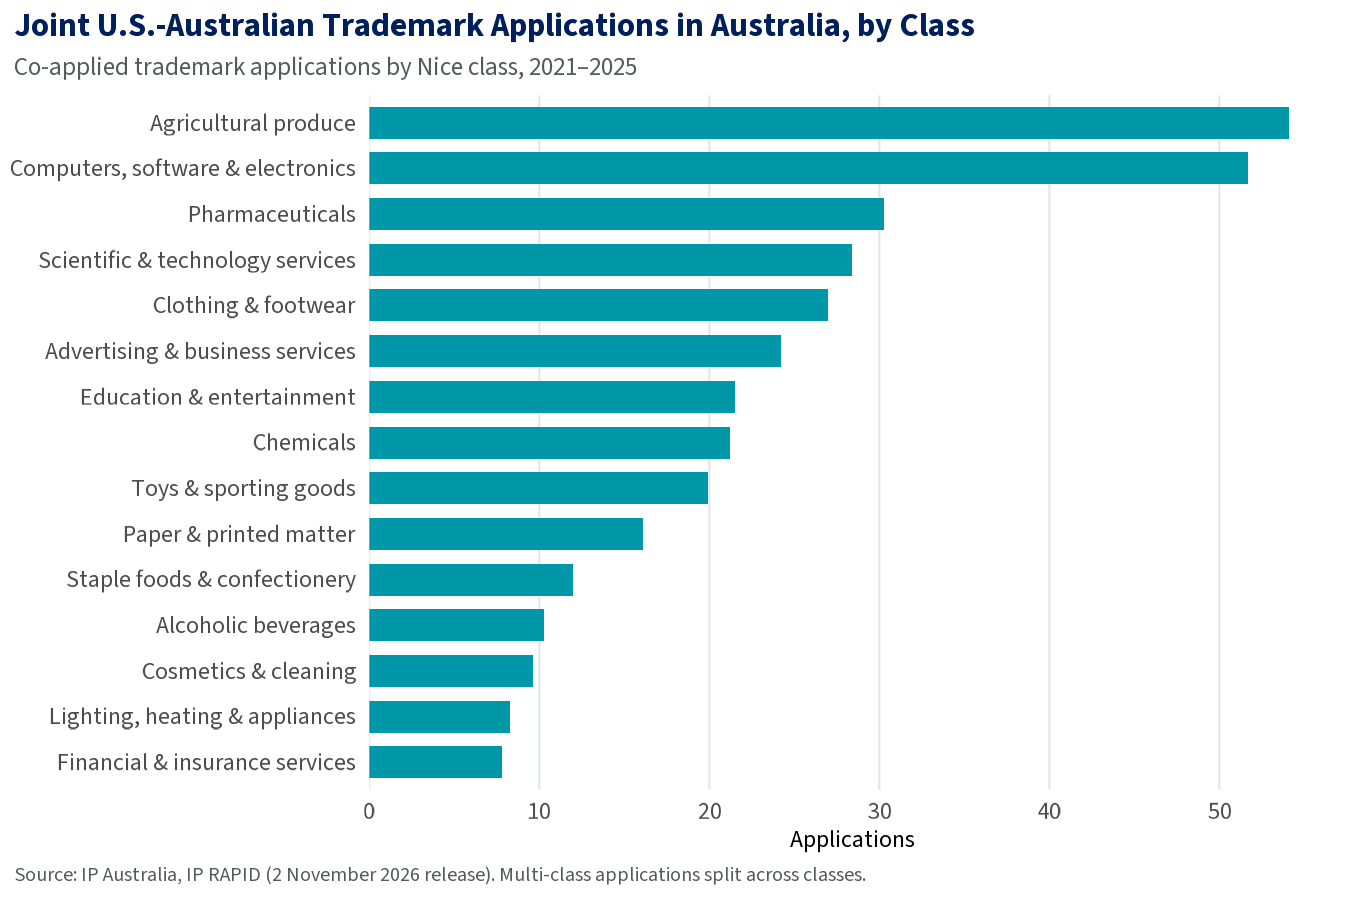 Joint U.S.-Australian Trademark Applications in Australia, by Class
Co-applied trademark applications by Nice class, 2021–2025
Agricultural produce
Computers, software & electronics
Pharmaceuticals
Scientific & technology services
Clothing & footwear
Advertising & business services
Education & entertainment
Chemicals
Toys & sporting goods
Paper & printed matter
Staple foods & confectionery
Alcoholic beverages
Cosmetics & cleaning
Lighting, heating & appliances
Financial & insurance services
0 10 20 30 40 50
Applications
Source: IP Australia, IP RAPID (2 November 2026 release). Multi-class applications split across classes.